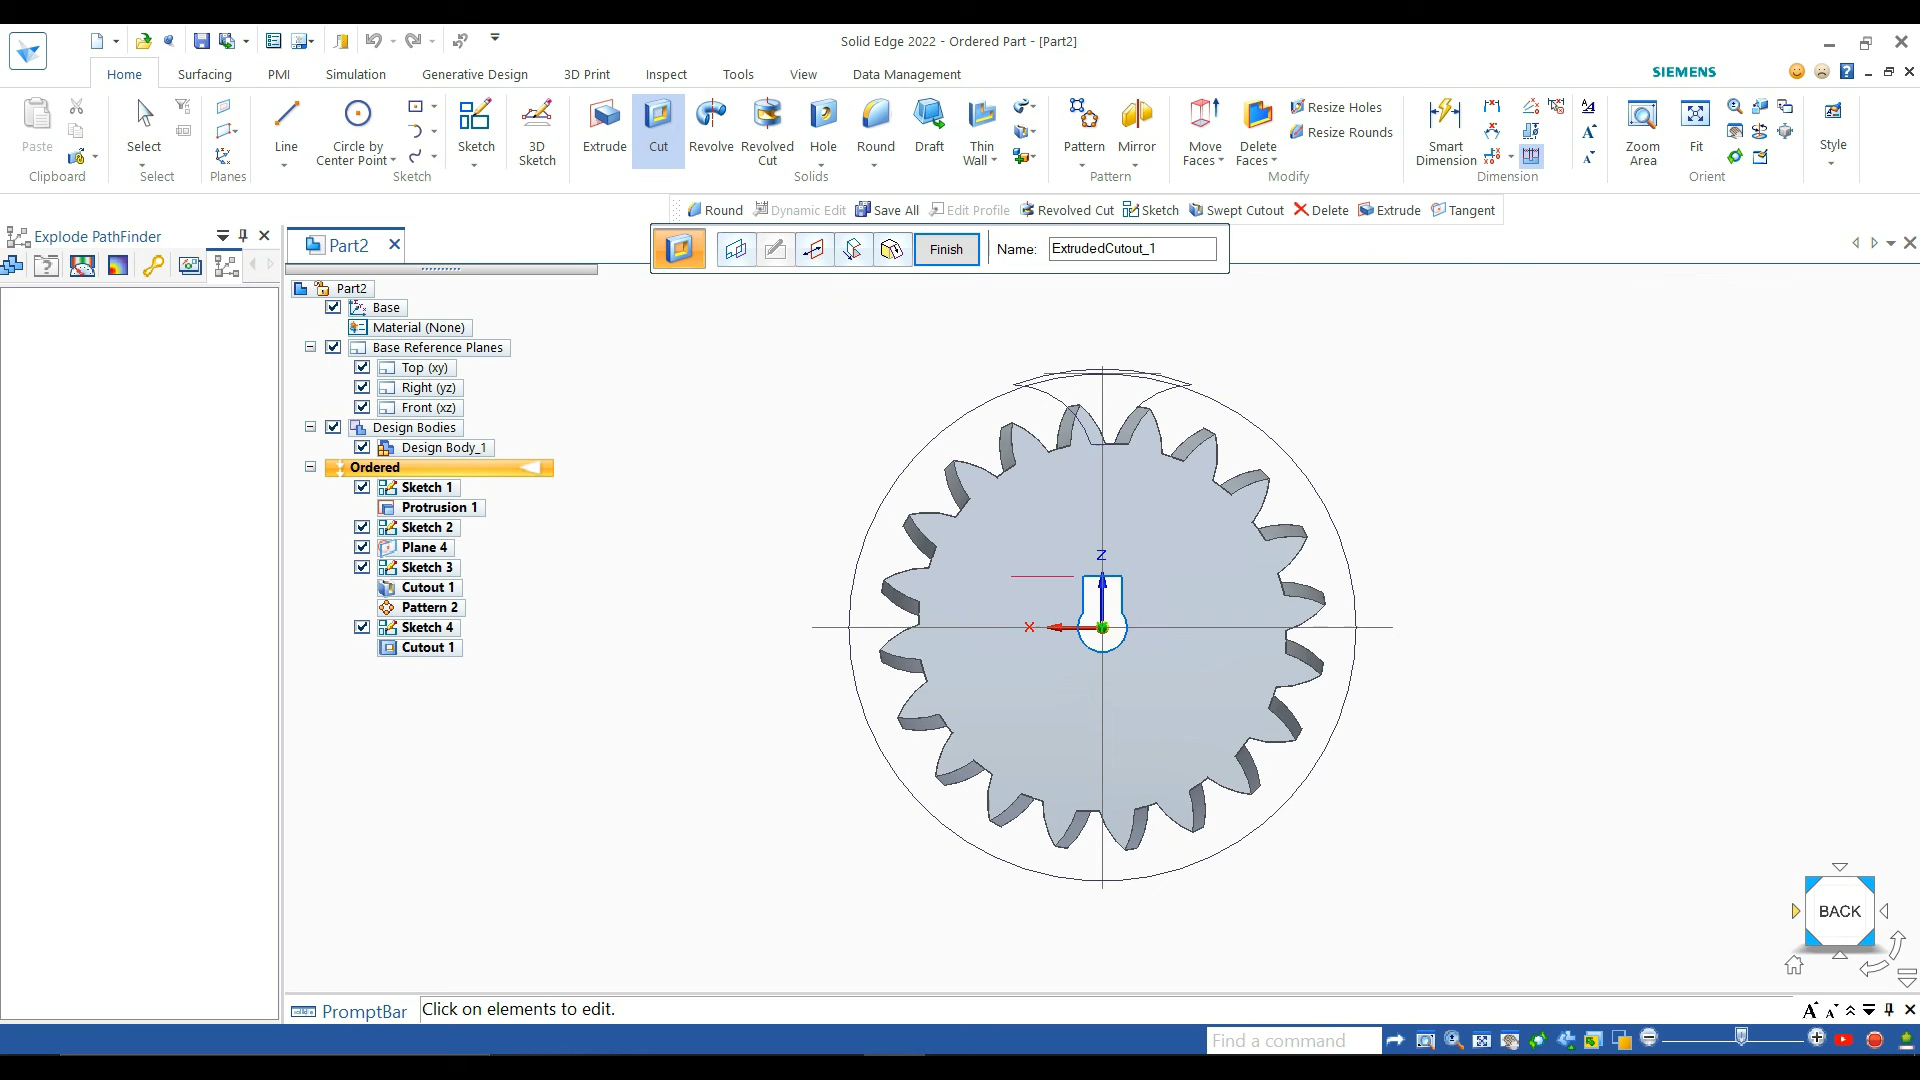 Solid Edge 2022 - Ordered Part - [Part2]
Home
Surfacing
PMI
Simulation
Generative Design
3D Print
Inspect
Tools
View
Data Management
SIEMENS
Paste
Clipboard
Select
Select
Planes
Line
Circle by
Center Point
Sketch
3D
Sketch
Sketch
Extrude
Cut
Revolve
Revolved
Cut
Hole
Round
Draft
Thin
Wall
Solids
Pattern
Mirror
Pattern
Move
Faces
Delete
Faces
Resize Holes
Resize Rounds
Modify
Smart
Dimension
Dimension
Zoom
Area
Fit
Orient
Style
Round
Dynamic Edit
Save All
Edit Profile
Revolved Cut
Sketch
Swept Cutout
Delete
Extrude
Tangent
Explode PathFinder
Part2
Finish
Name:
ExtrudedCutout_1
Part2
Base
Material (None)
Base Reference Planes
Top (xy)
Right (yz)
Front (xz)
Design Bodies
Design Body_1
Ordered
Sketch 1
Protrusion 1
Sketch 2
Plane 4
Sketch 3
Cutout 1
Pattern 2
Sketch 4
Cutout 1
Z
X
BACK
PromptBar
Click on elements to edit.
Find a command